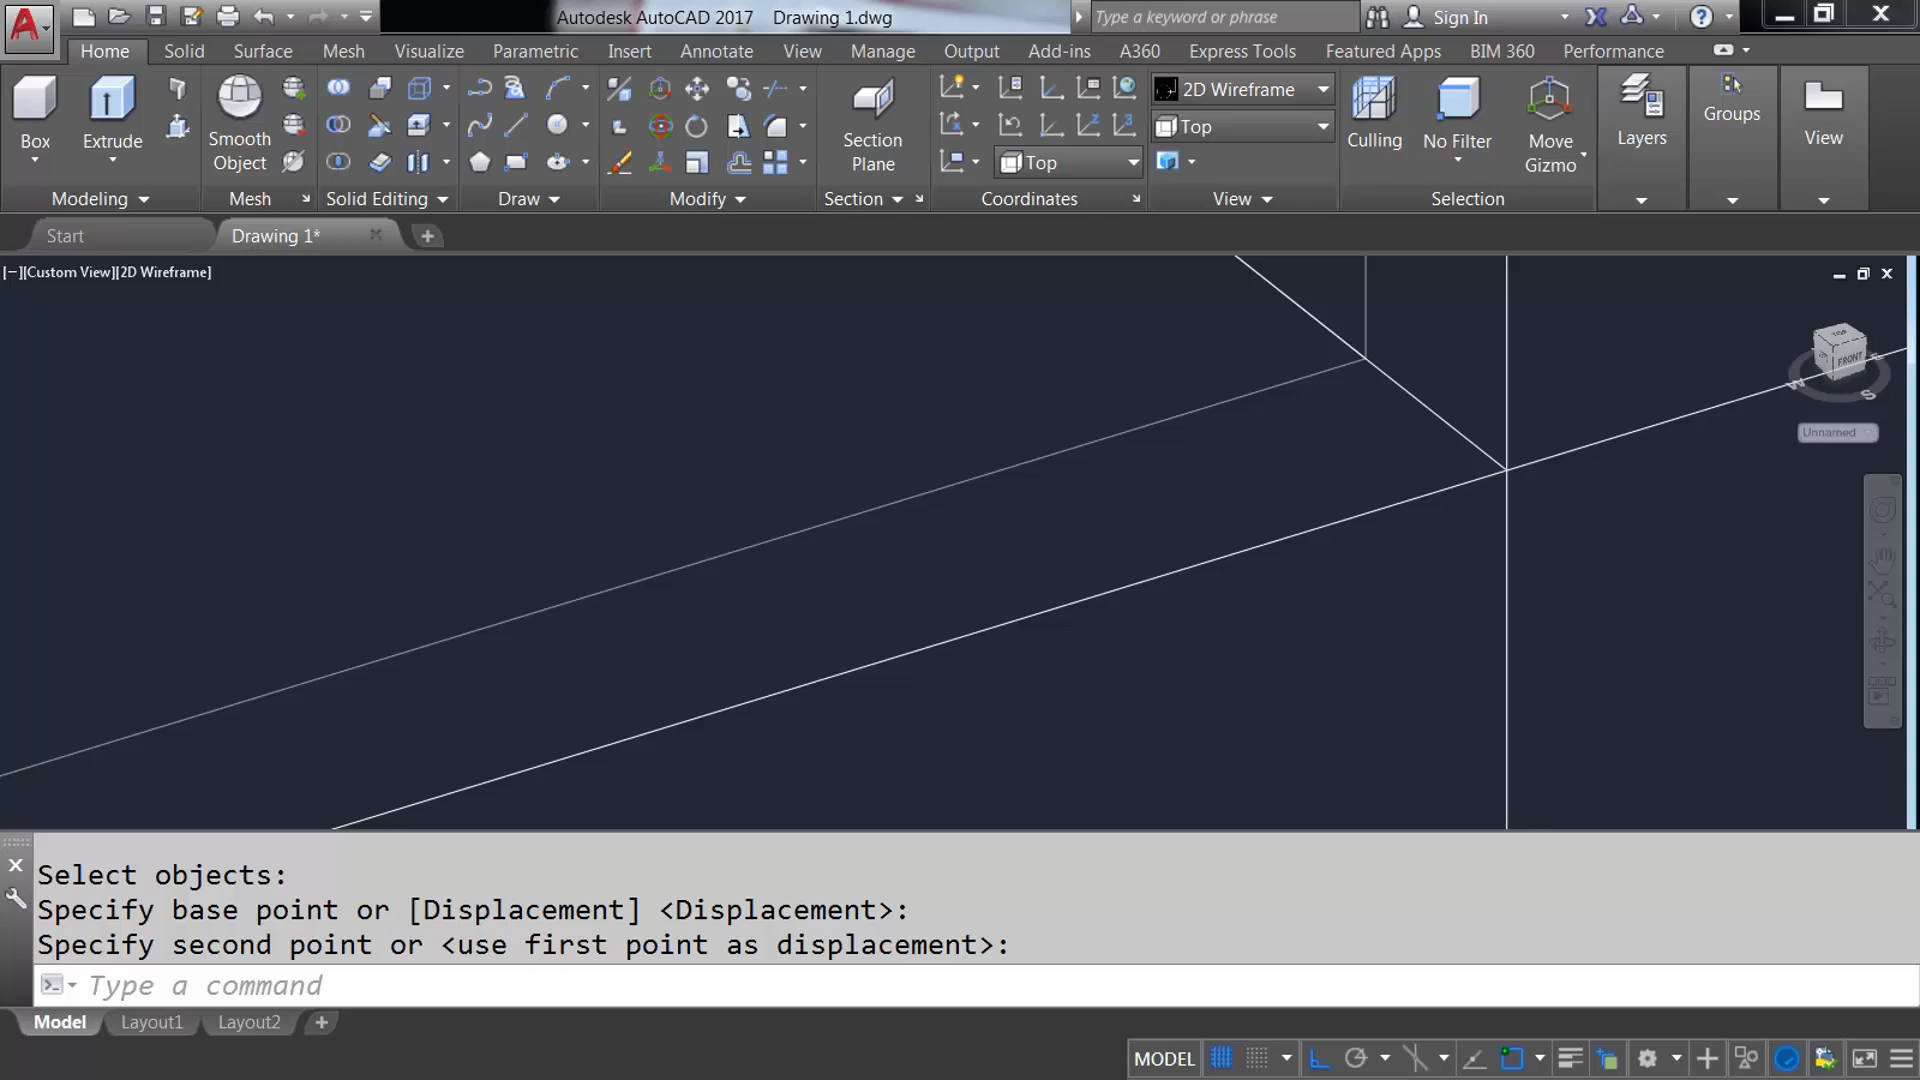 Autodesk AutoCAD 2017 Drawing 1.dwg
Type a keyword or phrase
Sign In
Home Solid Surface Mesh Visualize Parametric Insert Annotate View Manage Output Add-ins A360 Express Tools Featured Apps BIM 360 Performance
Box
Extrude
Smooth
Object
Section
Plane
2D Wireframe
Top
Top
Culling
No Filter
Move
Gizmo
Layers
Groups
View
Modeling Mesh Solid Editing Draw Modify Section Coordinates View Selection
Start
Drawing 1*
[−][Custom View][2D Wireframe]
TOP
FRONT
W
S
Unnamed
Select objects:
Specify base point or [Displacement] <Displacement>:
Specify second point or <use first point as displacement>:
Type a command
Model Layout1 Layout2
MODEL